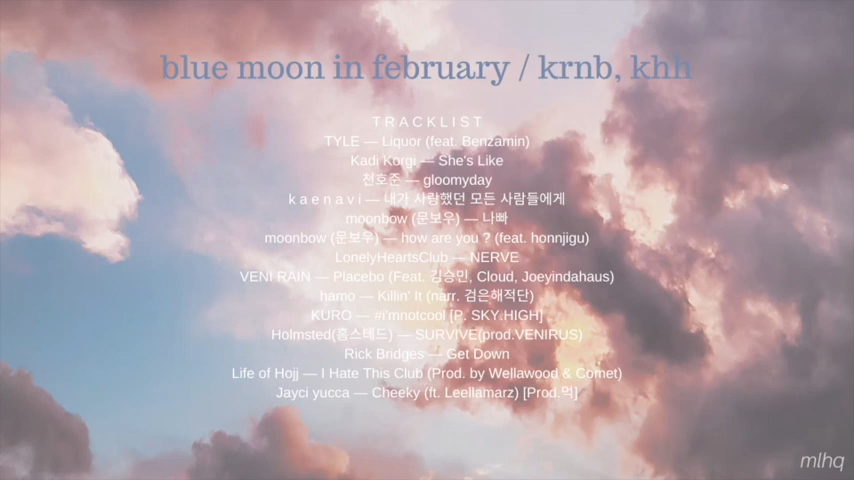 blue moon in february / krnb, khh
TRACKLIST
TYLE — Liquor (feat. Benzamin)
Kadi Korgi — She's Like
천호준 — gloomyday
kaenavi — 내가 사랑했던 모든 사람들에게
moonbow (문보우) — 나빠
moonbow (문보우) — how are you ? (feat. honnjigu)
LonelyHeartsClub — NERVE
VENI RAIN — Placebo (Feat. 김승민, Cloud, Joeyindahaus)
hamo — Killin' It (narr. 검은해적단)
KURO — #i'mnotcool [P. SKY.HIGH]
Holmsted(홈스테드) — SURVIVE(prod.VENIRUS)
Rick Bridges — Get Down
Life of Hojj — I Hate This Club (Prod. by Wellawood & Comet)
Jayci yucca — Cheeky (ft. Leellamarz) [Prod.먹]
mlhq